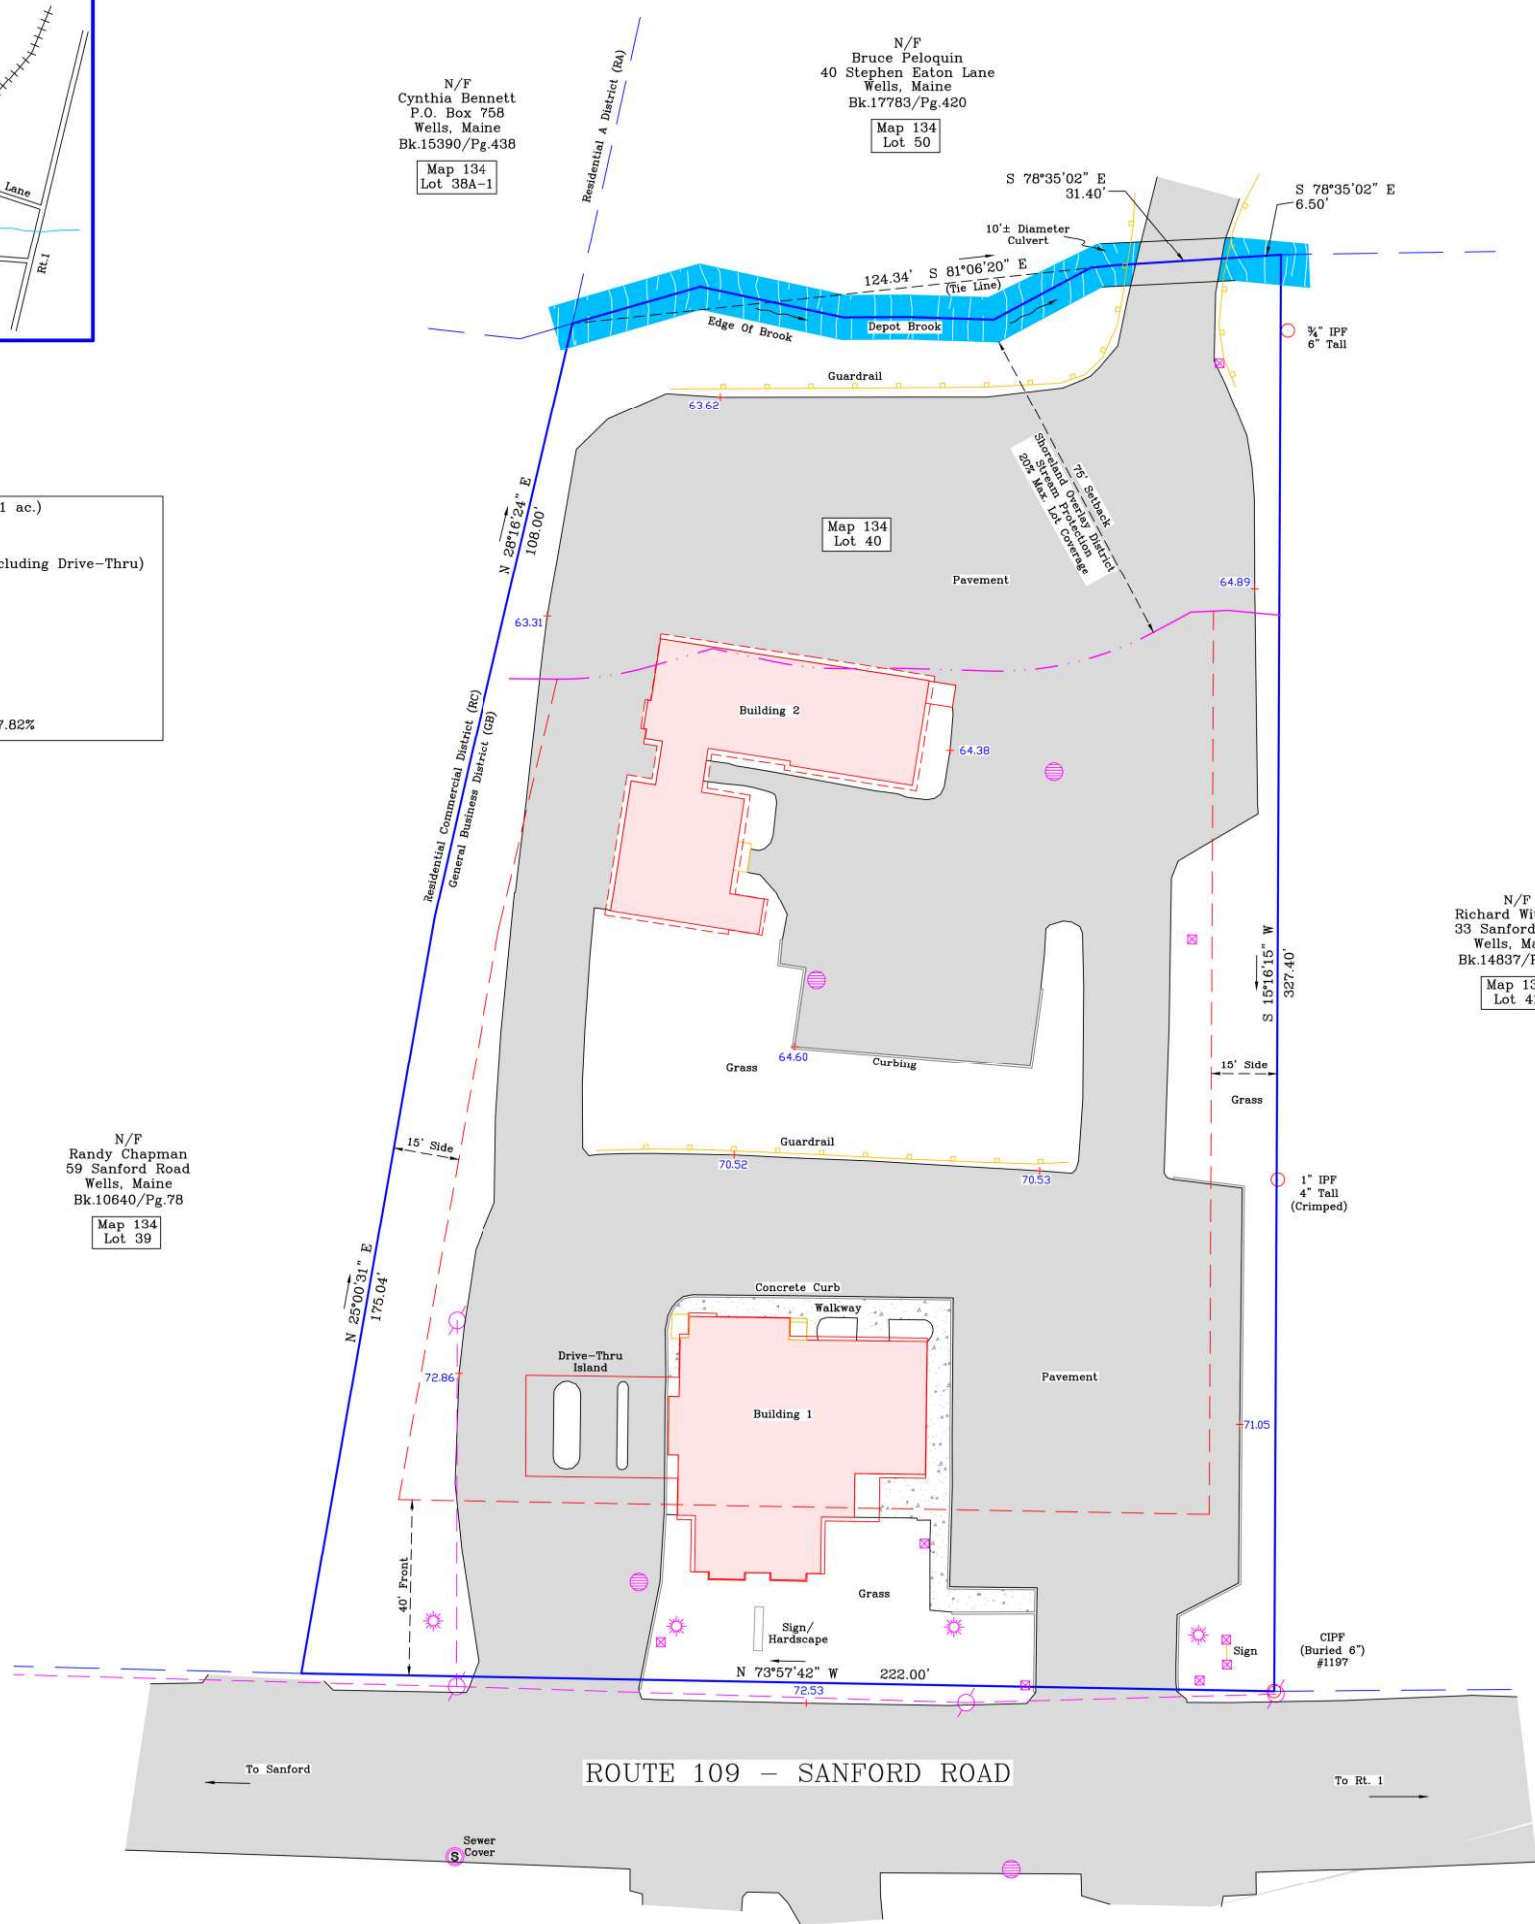 Lane
Rt.1
N/F
Cynthia Bennett
P.O. Box 758
Wells, Maine
Bk.15390/Pg.438
Map 134
Lot 38A-1
Residential A District (RA)
N/F
Bruce Peloquin
40 Stephen Eaton Lane
Wells, Maine
Bk.17783/Pg.420
Map 134
Lot 50
S 78°35'02" E
31.40'
S 78°35'02" E
6.50'
10'± Diameter
Culvert
124.34' S 81°06'20" E
(Tie Line)
Edge Of Brook
Depot Brook
¾" IPF
6" Tall
Guardrail
63.62
75' Setback
Shoreland Overlay District
Stream Protection
20% Max. Lot Coverage
1 ac.)
cluding Drive-Thru)
7.82%
N 28°16'24" E
108.00'
Map 134
Lot 40
Pavement
64.89
63.31
Residential Commercial District (RC)
General Business District (GB)
Building 2
64.38
N/F
33 Sanford
Bk.14837/
S 15°16'15" W
327.40'
64.60
Curbing
Grass
15' Side
Grass
N/F
Randy Chapman
59 Sanford Road
Wells, Maine
Bk.10640/Pg.78
Map 134
Lot 39
15' Side
Guardrail
70.52
70.53
1" IPF
4" Tall
(Crimped)
N 25°00'31" E
175.04'
Concrete Curb
Walkway
Drive-Thru
Island
72.86
Building 1
Pavement
71.05
40' Front
Grass
Sign/
Hardscape
Sign
CIPF
(Buried 6")
#1197
N 73°57'42" W 222.00'
72.53
To Sanford
ROUTE 109 - SANFORD ROAD
To Rt. 1
Sewer
Cover
S